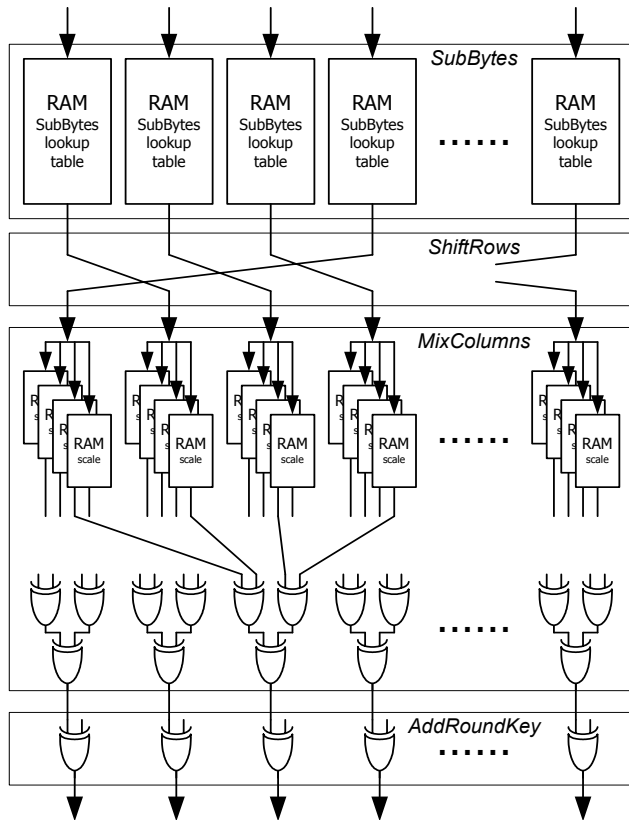 SubBytes
RAM
SubBytes
lookup
table
RAM
SubBytes
lookup
table
RAM
SubBytes
lookup
table
RAM
SubBytes
lookup
table
......
RAM
SubBytes
lookup
table
ShiftRows
MixColumns
RAM
scale
RAM
scale
RAM
scale
RAM
scale
......
RAM
scale
......
AddRoundKey
......